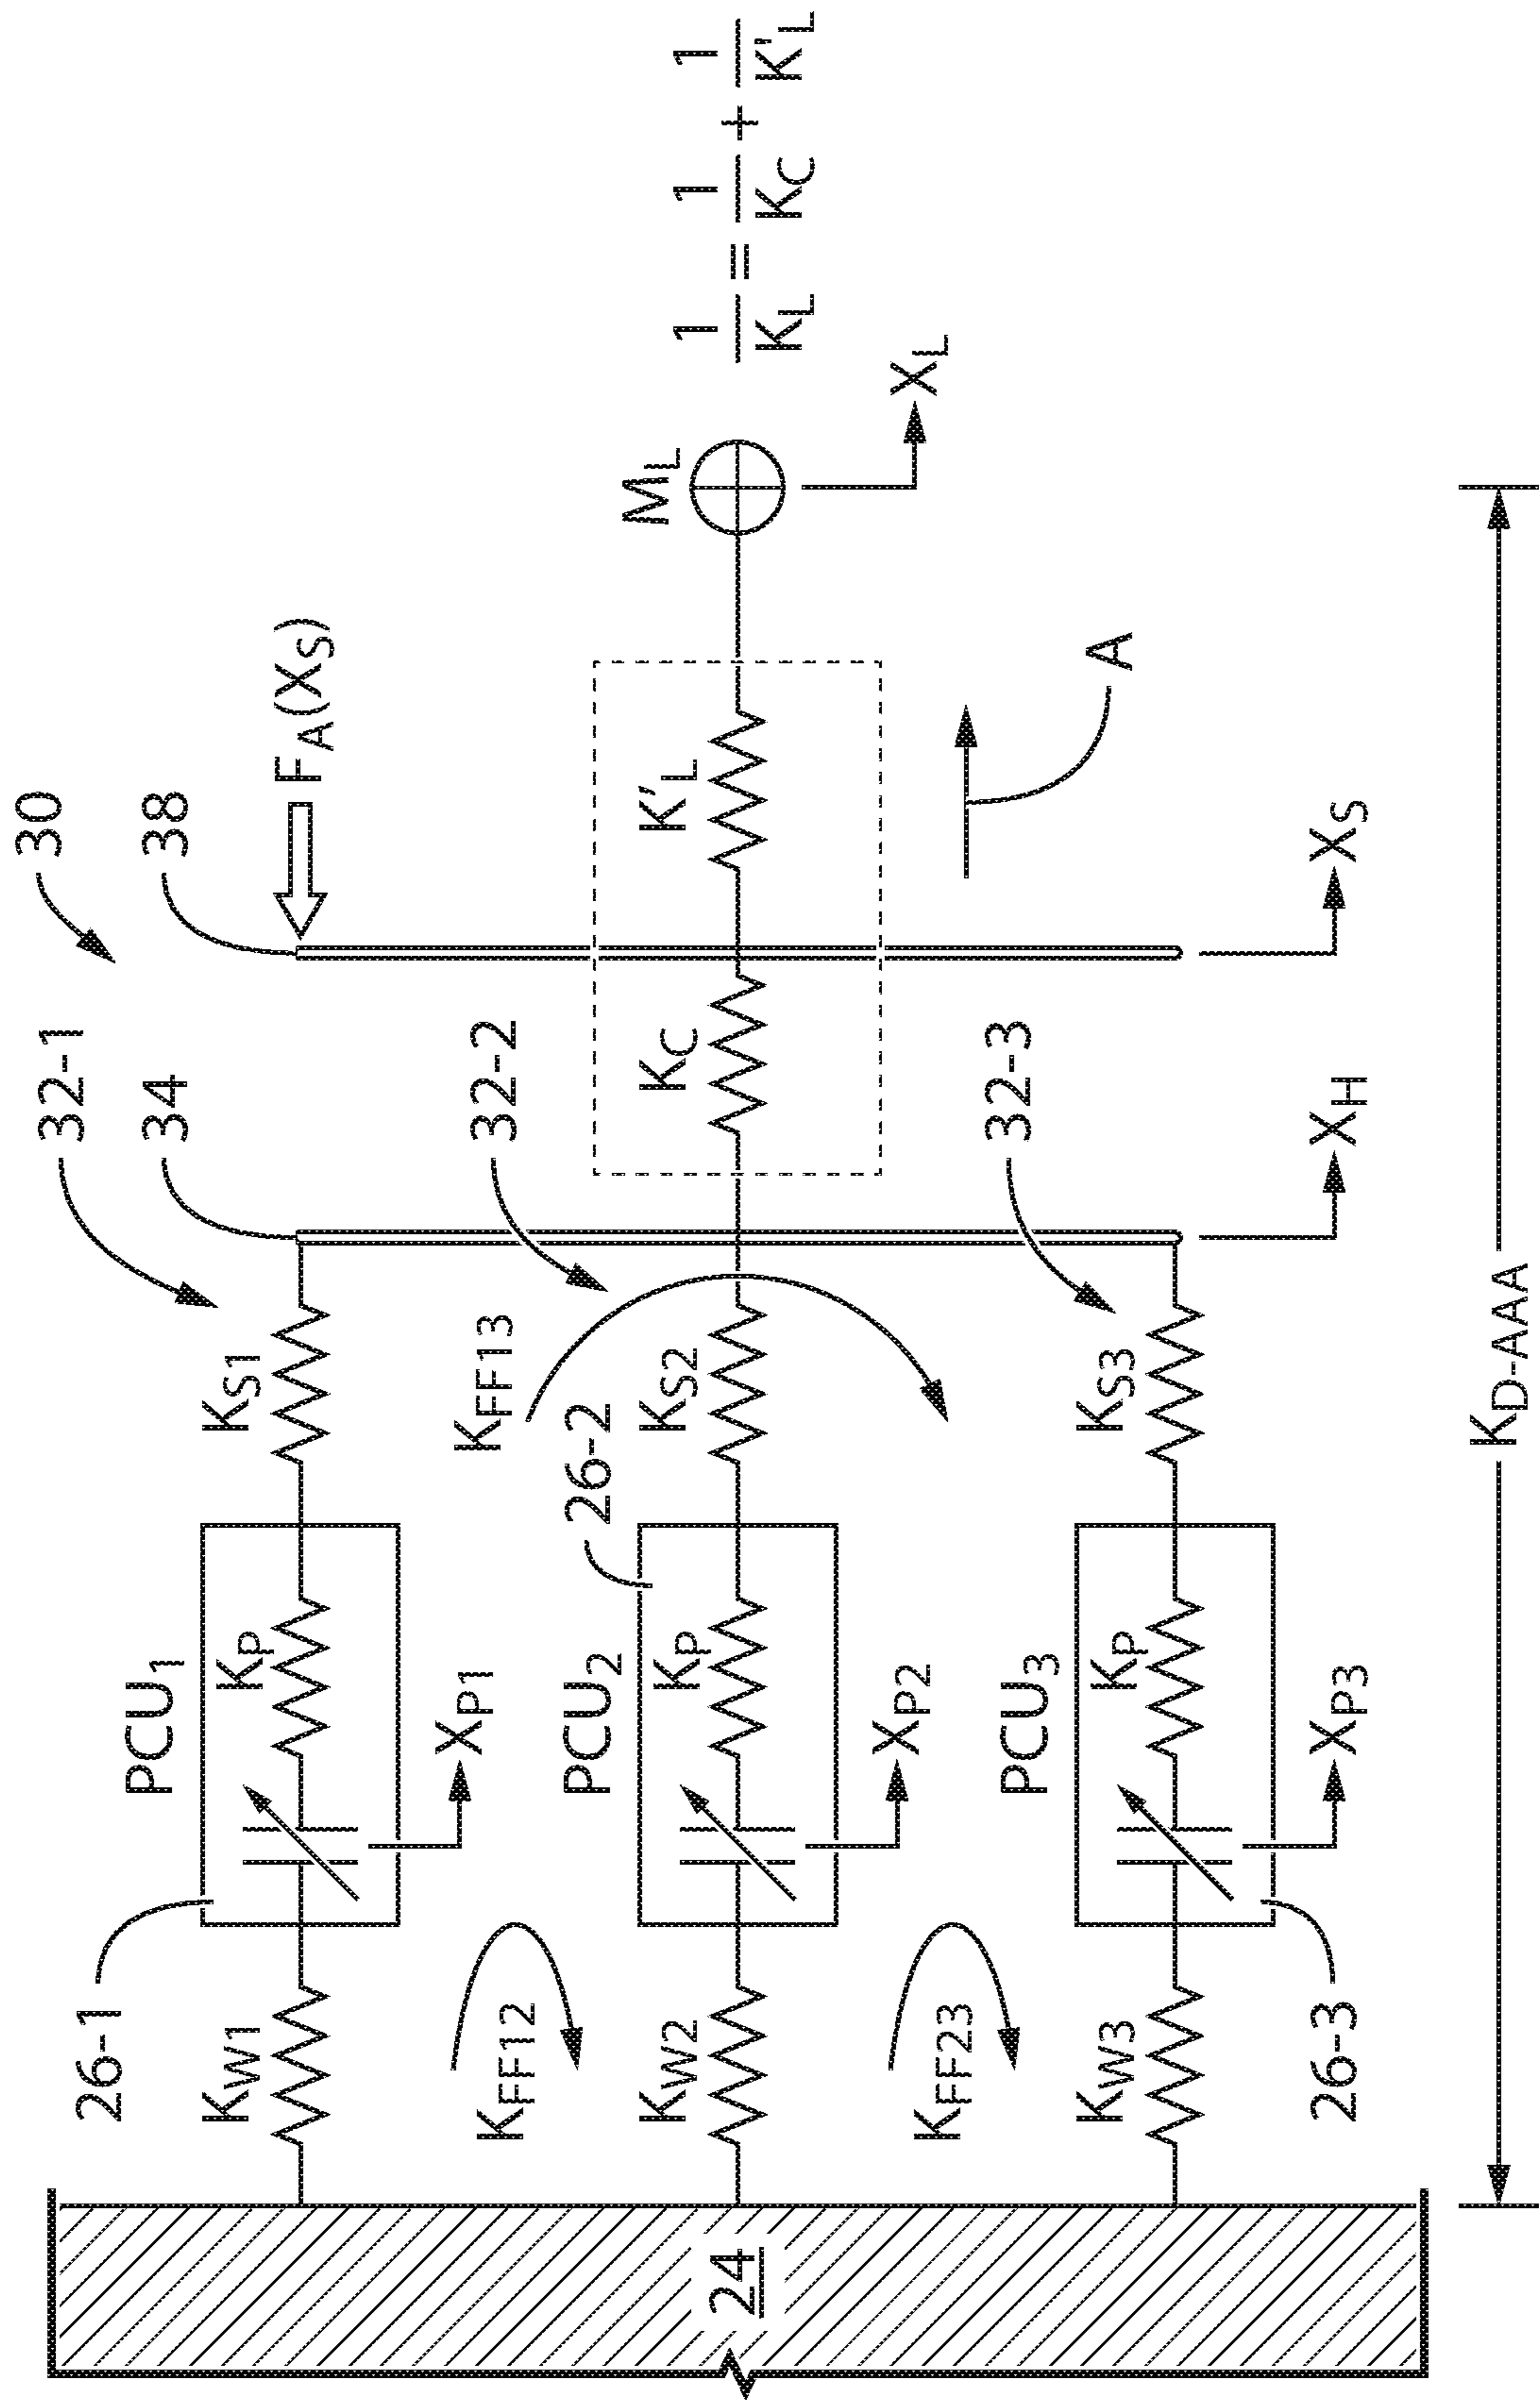 30
38
F_A(X_S)
32-1
34
K_S1
PCU_1
K_P
X_P1
26-1
K_W1
32-2
K_FF13
K_S2
26-2
PCU_2
K_P
X_P2
K_FF12
K_W2
K_C
K'_L
M_L
X_L
1/K_L = 1/K_C + 1/K'_L
A
32-3
K_S3
PCU_3
K_P
X_P3
K_FF23
K_W3
26-3
X_H
X_S
24
K_D-AAA